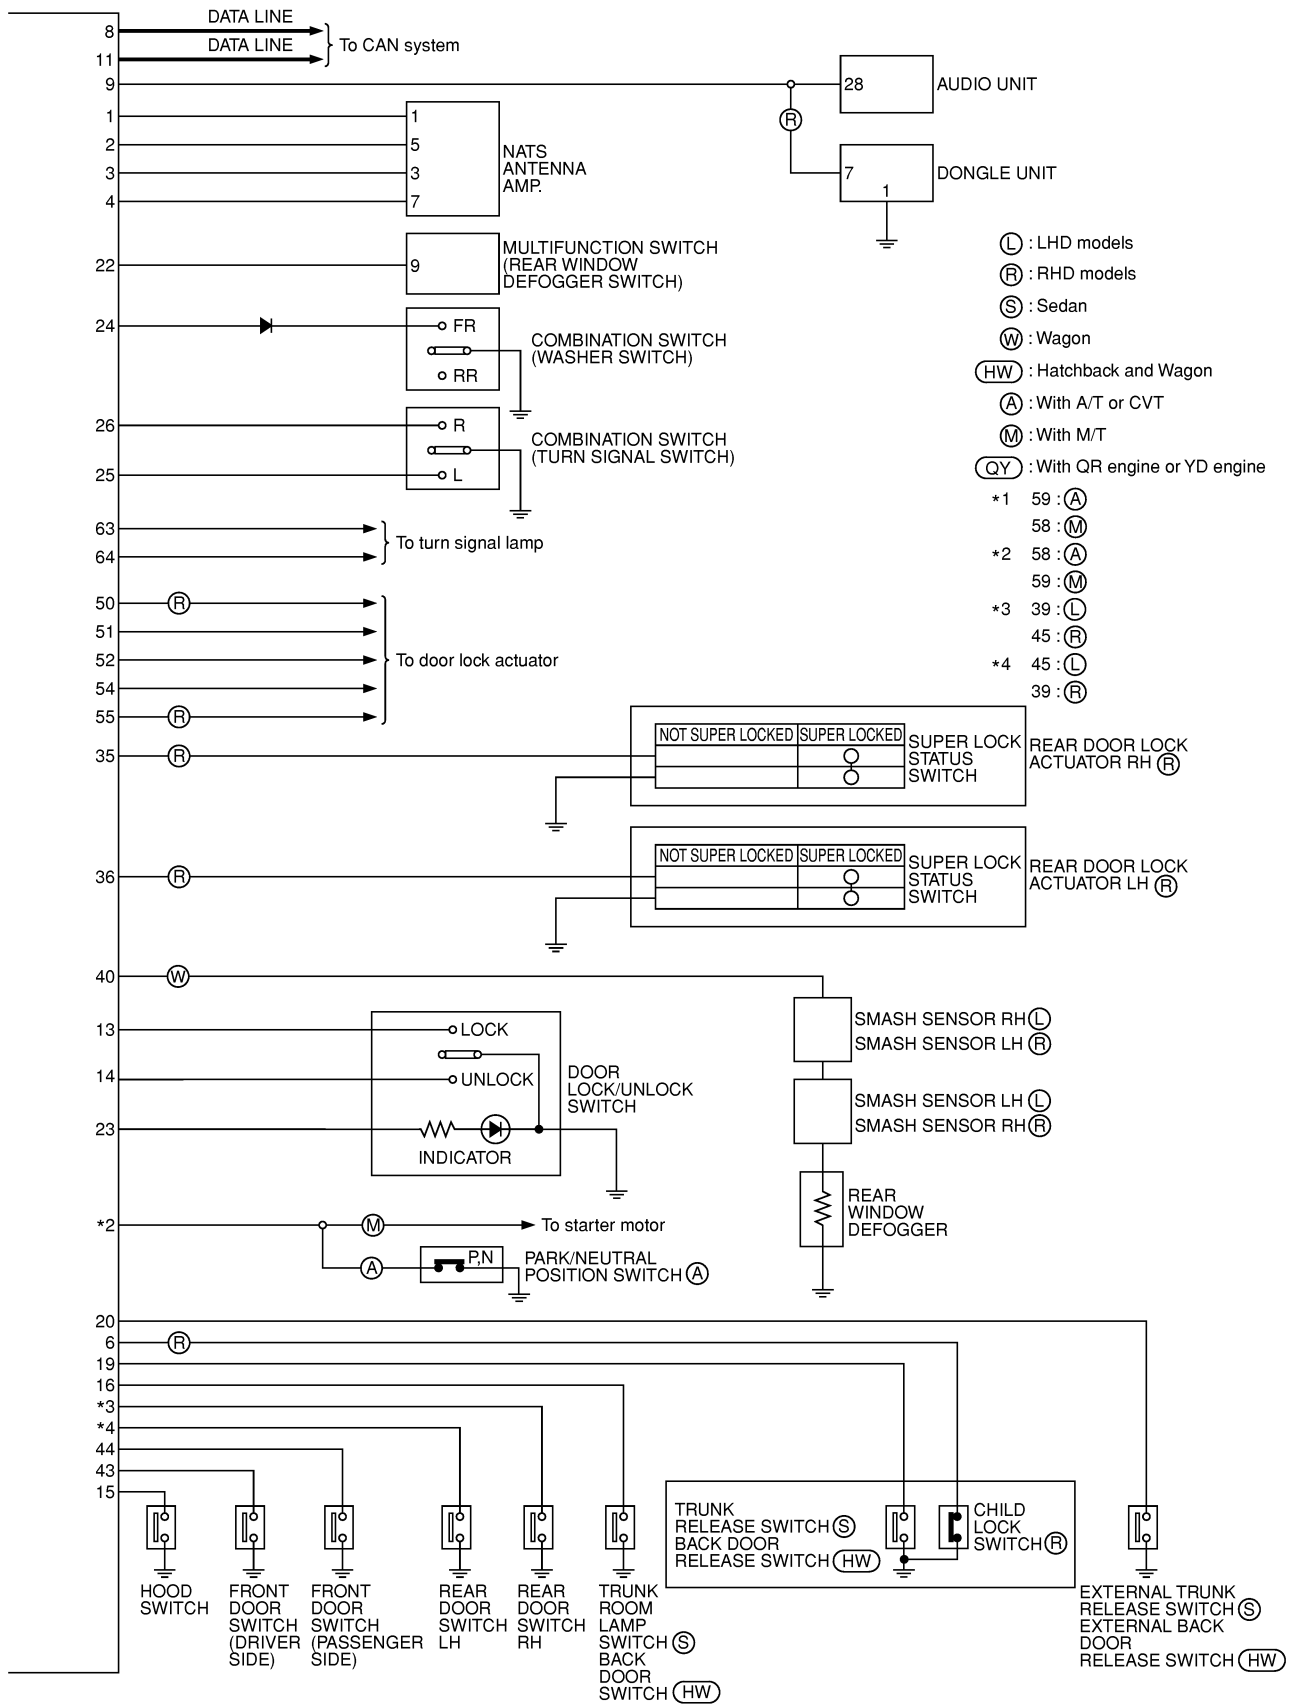 8 DATA LINE
11 DATA LINE
To CAN system
9
28 AUDIO UNIT
R
7 DONGLE UNIT
1
1 1
2 5
3 3
4 7
NATS
ANTENNA
AMP.
22 9
MULTIFUNCTION SWITCH
(REAR WINDOW
DEFOGGER SWITCH)
24 FR
RR
COMBINATION SWITCH
(WASHER SWITCH)
26 R
25 L
COMBINATION SWITCH
(TURN SIGNAL SWITCH)
L : LHD models
R : RHD models
S : Sedan
W : Wagon
HW : Hatchback and Wagon
A : With A/T or CVT
M : With M/T
QY : With QR engine or YD engine
*1 59 : A
58 : M
*2 58 : A
59 : M
*3 39 : L
45 : R
*4 45 : L
39 : R
63
64
To turn signal lamp
50 R
51
52
54
55 R
To door lock actuator
35 R
NOT SUPER LOCKED SUPER LOCKED
SUPER LOCK
STATUS
SWITCH
REAR DOOR LOCK
ACTUATOR RH R
36 R
NOT SUPER LOCKED SUPER LOCKED
SUPER LOCK
STATUS
SWITCH
REAR DOOR LOCK
ACTUATOR LH R
40 W
SMASH SENSOR RH L
SMASH SENSOR LH R
SMASH SENSOR LH L
SMASH SENSOR RH R
REAR
WINDOW
DEFOGGER
13 LOCK
14 UNLOCK
23
INDICATOR
DOOR
LOCK/UNLOCK
SWITCH
*2 M To starter motor
A P,N
PARK/NEUTRAL
POSITION SWITCH A
20
6 R
19
16
*3
*4
44
43
15
HOOD
SWITCH
FRONT
DOOR
SWITCH
(DRIVER
SIDE)
FRONT
DOOR
SWITCH
(PASSENGER
SIDE)
REAR
DOOR
SWITCH
LH
REAR
DOOR
SWITCH
RH
TRUNK
ROOM
LAMP
SWITCH S
BACK
DOOR
SWITCH HW
TRUNK
RELEASE SWITCH S
BACK DOOR
RELEASE SWITCH HW
CHILD
LOCK
SWITCH R
EXTERNAL TRUNK
RELEASE SWITCH S
EXTERNAL BACK
DOOR
RELEASE SWITCH HW